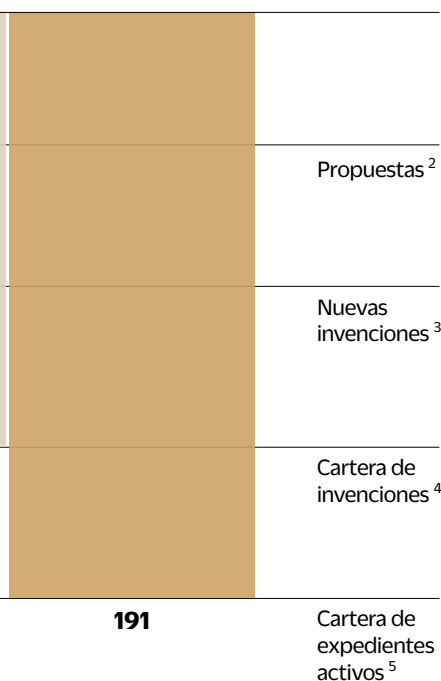 Propuestas ²
Nuevas
invenciones ³
Cartera de
invenciones ⁴
191
Cartera de
expedientes
activos ⁵